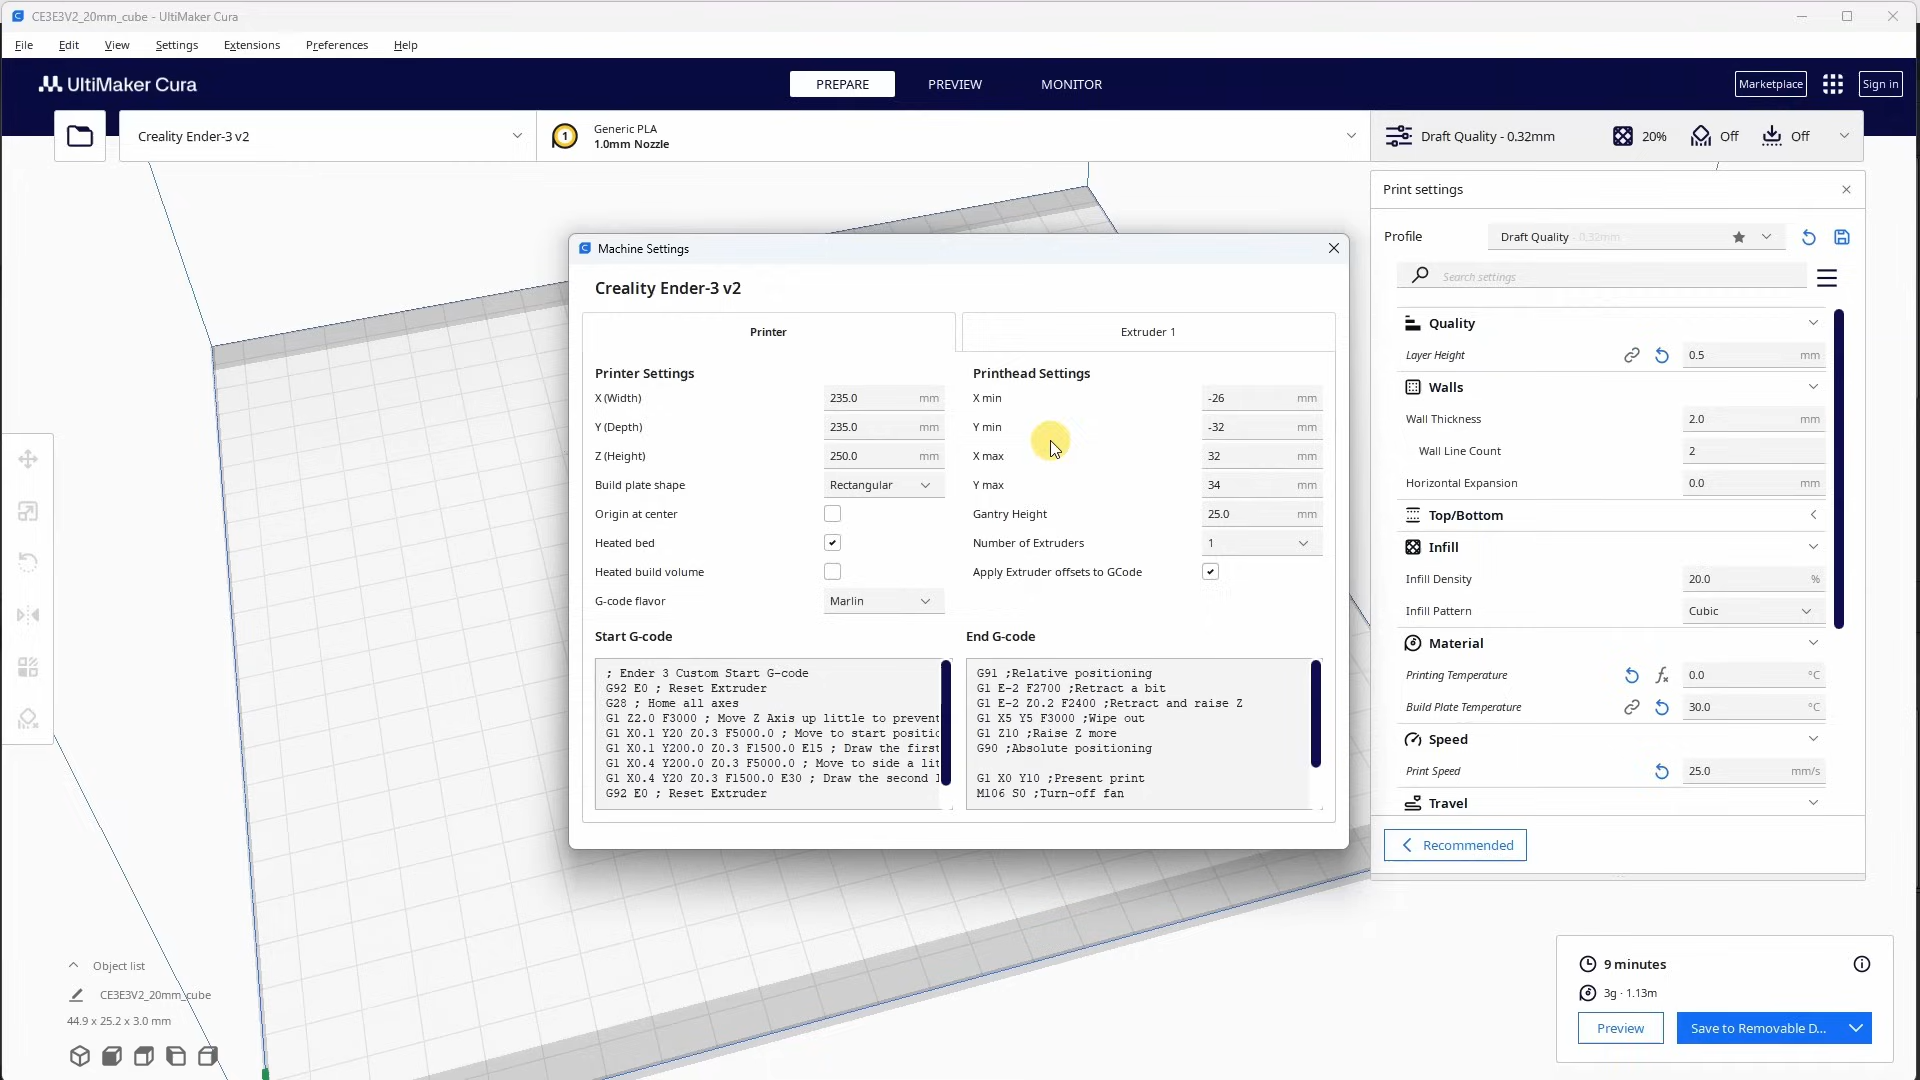 CE3E3V2_20mm_cube - UltiMaker Cura
File Edit View Settings Extensions Preferences Help
UltiMaker Cura PREPARE PREVIEW MONITOR Marketplace Sign in
Creality Ender-3 v2
1 Generic PLA
1.0mm Nozzle
Draft Quality - 0.32mm 20% Off Off
Print settings
Profile Draft Quality - 0.32mm
Search settings
Quality
Layer Height 0.5 mm
Walls
Wall Thickness 2.0 mm
Wall Line Count 2
Horizontal Expansion 0.0 mm
Top/Bottom
Infill
Infill Density 20.0 %
Infill Pattern Cubic
Material
Printing Temperature fx 0.0 °C
Build Plate Temperature 30.0 °C
Speed
Print Speed 25.0 mm/s
Travel
Recommended
Machine Settings
Creality Ender-3 v2
Printer Extruder 1
Printer Settings
X (Width) 235.0 mm
Y (Depth) 235.0 mm
Z (Height) 250.0 mm
Build plate shape Rectangular
Origin at center
Heated bed
Heated build volume
G-code flavor Marlin
Printhead Settings
X min -26 mm
Y min -32 mm
X max 32 mm
Y max 34 mm
Gantry Height 25.0 mm
Number of Extruders 1
Apply Extruder offsets to GCode
Start G-code
; Ender 3 Custom Start G-code
G92 E0 ; Reset Extruder
G28 ; Home all axes
G1 Z2.0 F3000 ; Move Z Axis up little to prevent
G1 X0.1 Y20 Z0.3 F5000.0 ; Move to start positio
G1 X0.1 Y200.0 Z0.3 F1500.0 E15 ; Draw the first
G1 X0.4 Y200.0 Z0.3 F5000.0 ; Move to side a lit
G1 X0.4 Y20 Z0.3 F1500.0 E30 ; Draw the second l
G92 E0 ; Reset Extruder
End G-code
G91 ;Relative positioning
G1 E-2 F2700 ;Retract a bit
G1 E-2 Z0.2 F2400 ;Retract and raise Z
G1 X5 Y5 F3000 ;Wipe out
G1 Z10 ;Raise Z more
G90 ;Absolute positioning
G1 X0 Y10 ;Present print
M106 S0 ;Turn-off fan
Object list
CE3E3V2_20mm_cube
44.9 x 25.2 x 3.0 mm
9 minutes
3g · 1.13m
Preview Save to Removable D...